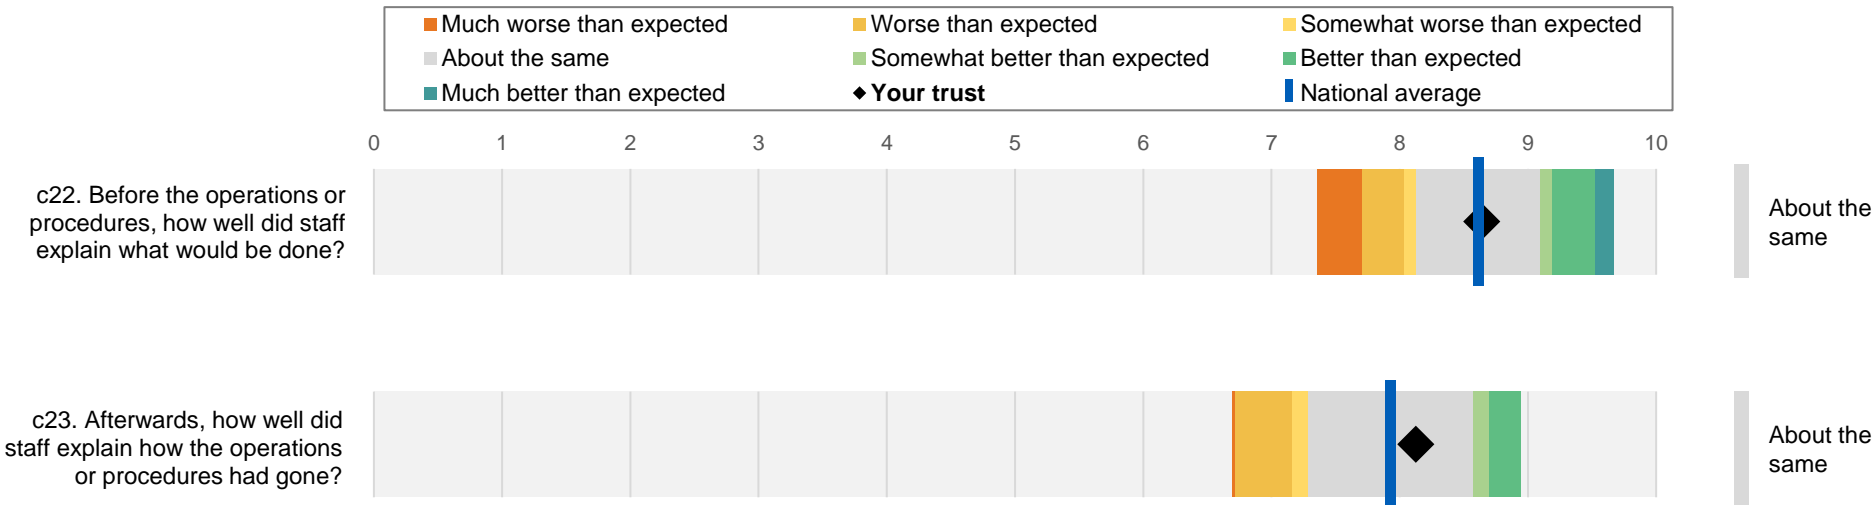 Much worse than expected
Worse than expected
Somewhat worse than expected
About the same
Somewhat better than expected
Better than expected
Much better than expected
Your trust
National average
0 1 2 3 4 5 6 7 8 9 10
c22. Before the operations or
procedures, how well did staff
explain what would be done?
About the
same
c23. Afterwards, how well did
staff explain how the operations
or procedures had gone?
About the
same